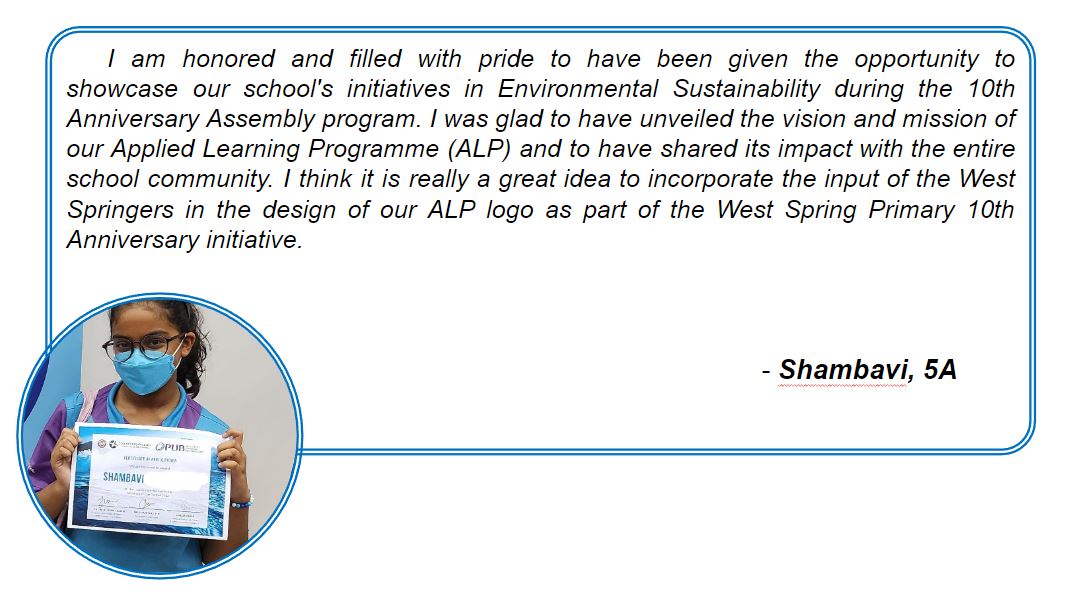 I am honored and filled with pride to have been given the opportunity to
showcase our school's initiatives in Environmental Sustainability during the 10th
Anniversary Assembly program. I was glad to have unveiled the vision and mission of
our Applied Learning Programme (ALP) and to have shared its impact with the entire
school community. I think it is really a great idea to incorporate the input of the West
Springers in the design of our ALP logo as part of the West Spring Primary 10th
Anniversary initiative.
- Shambavi, 5A
PUB
SHAMBAVI